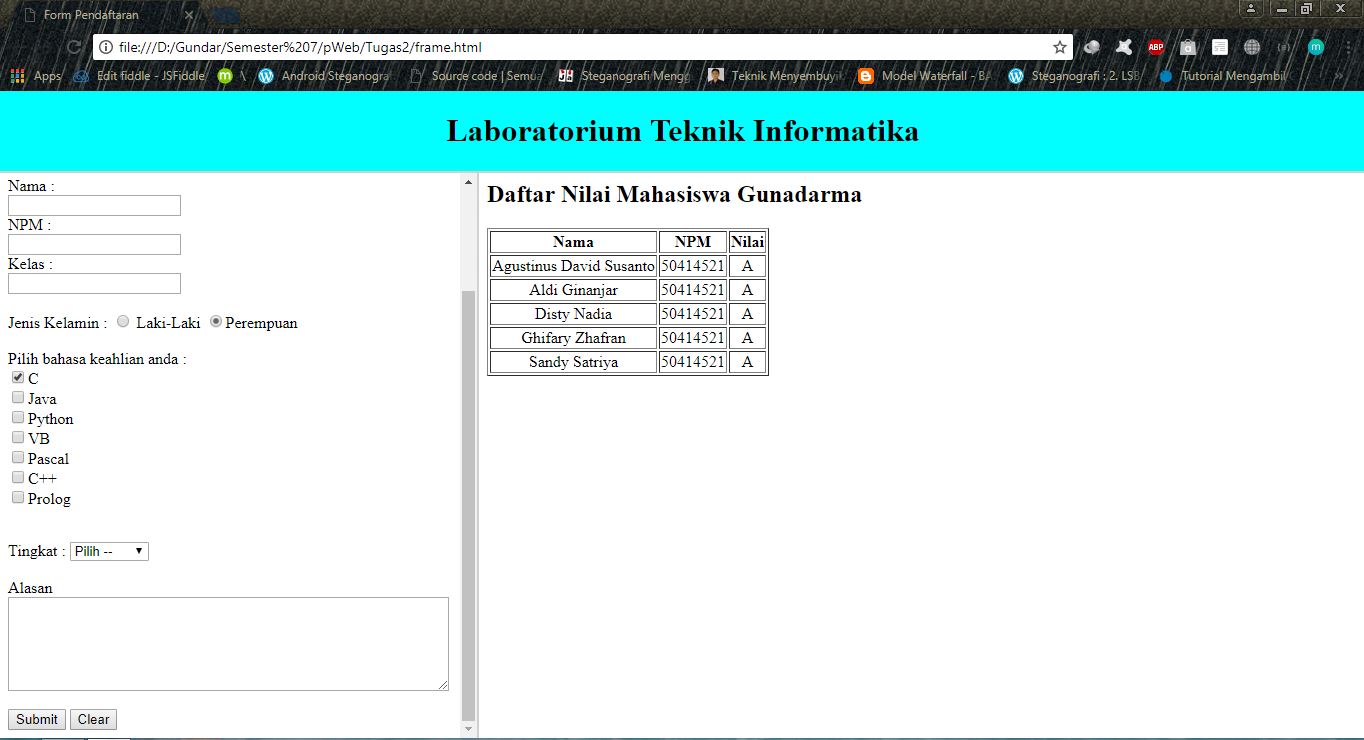 Form Pendaftaran
file:///D:/Gundar/Semester%207/pWeb/Tugas2/frame.html
ABP
m
Apps Edit fiddle - JSFiddle m \ Android Steganogra Source code | Semua Steganografi Mengg Teknik Menyembuyi Model Waterfall - BA Steganografi : 2. LSB Tutorial Mengambil »
Laboratorium Teknik Informatika
Nama :
NPM :
Kelas :
Jenis Kelamin : Laki-Laki Perempuan
Pilih bahasa keahlian anda :
C
Java
Python
VB
Pascal
C++
Prolog
Tingkat : Pilih --
Alasan
Submit Clear
Daftar Nilai Mahasiswa Gunadarma
Nama NPM Nilai
Agustinus David Susanto 50414521 A
Aldi Ginanjar 50414521 A
Disty Nadia 50414521 A
Ghifary Zhafran 50414521 A
Sandy Satriya 50414521 A